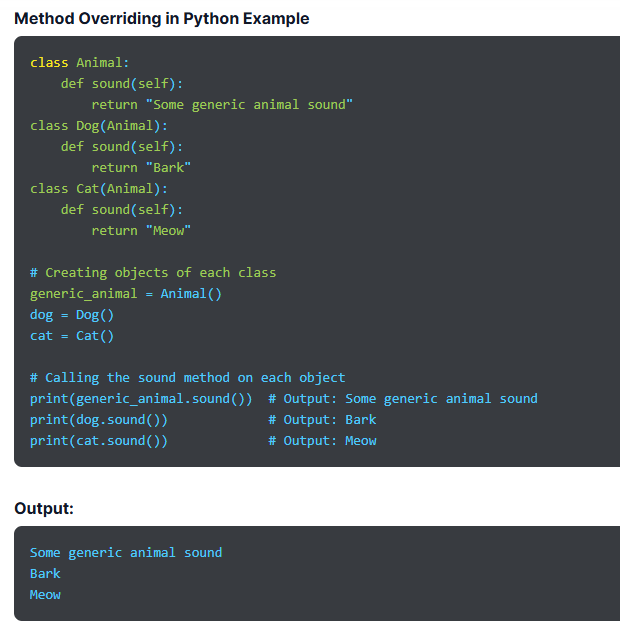 Method Overriding in Python Example
class Animal:
    def sound(self):
        return "Some generic animal sound"
class Dog(Animal):
    def sound(self):
        return "Bark"
class Cat(Animal):
    def sound(self):
        return "Meow"

# Creating objects of each class
generic_animal = Animal()
dog = Dog()
cat = Cat()

# Calling the sound method on each object
print(generic_animal.sound())  # Output: Some generic animal sound
print(dog.sound())             # Output: Bark
print(cat.sound())             # Output: Meow

Output:
Some generic animal sound
Bark
Meow